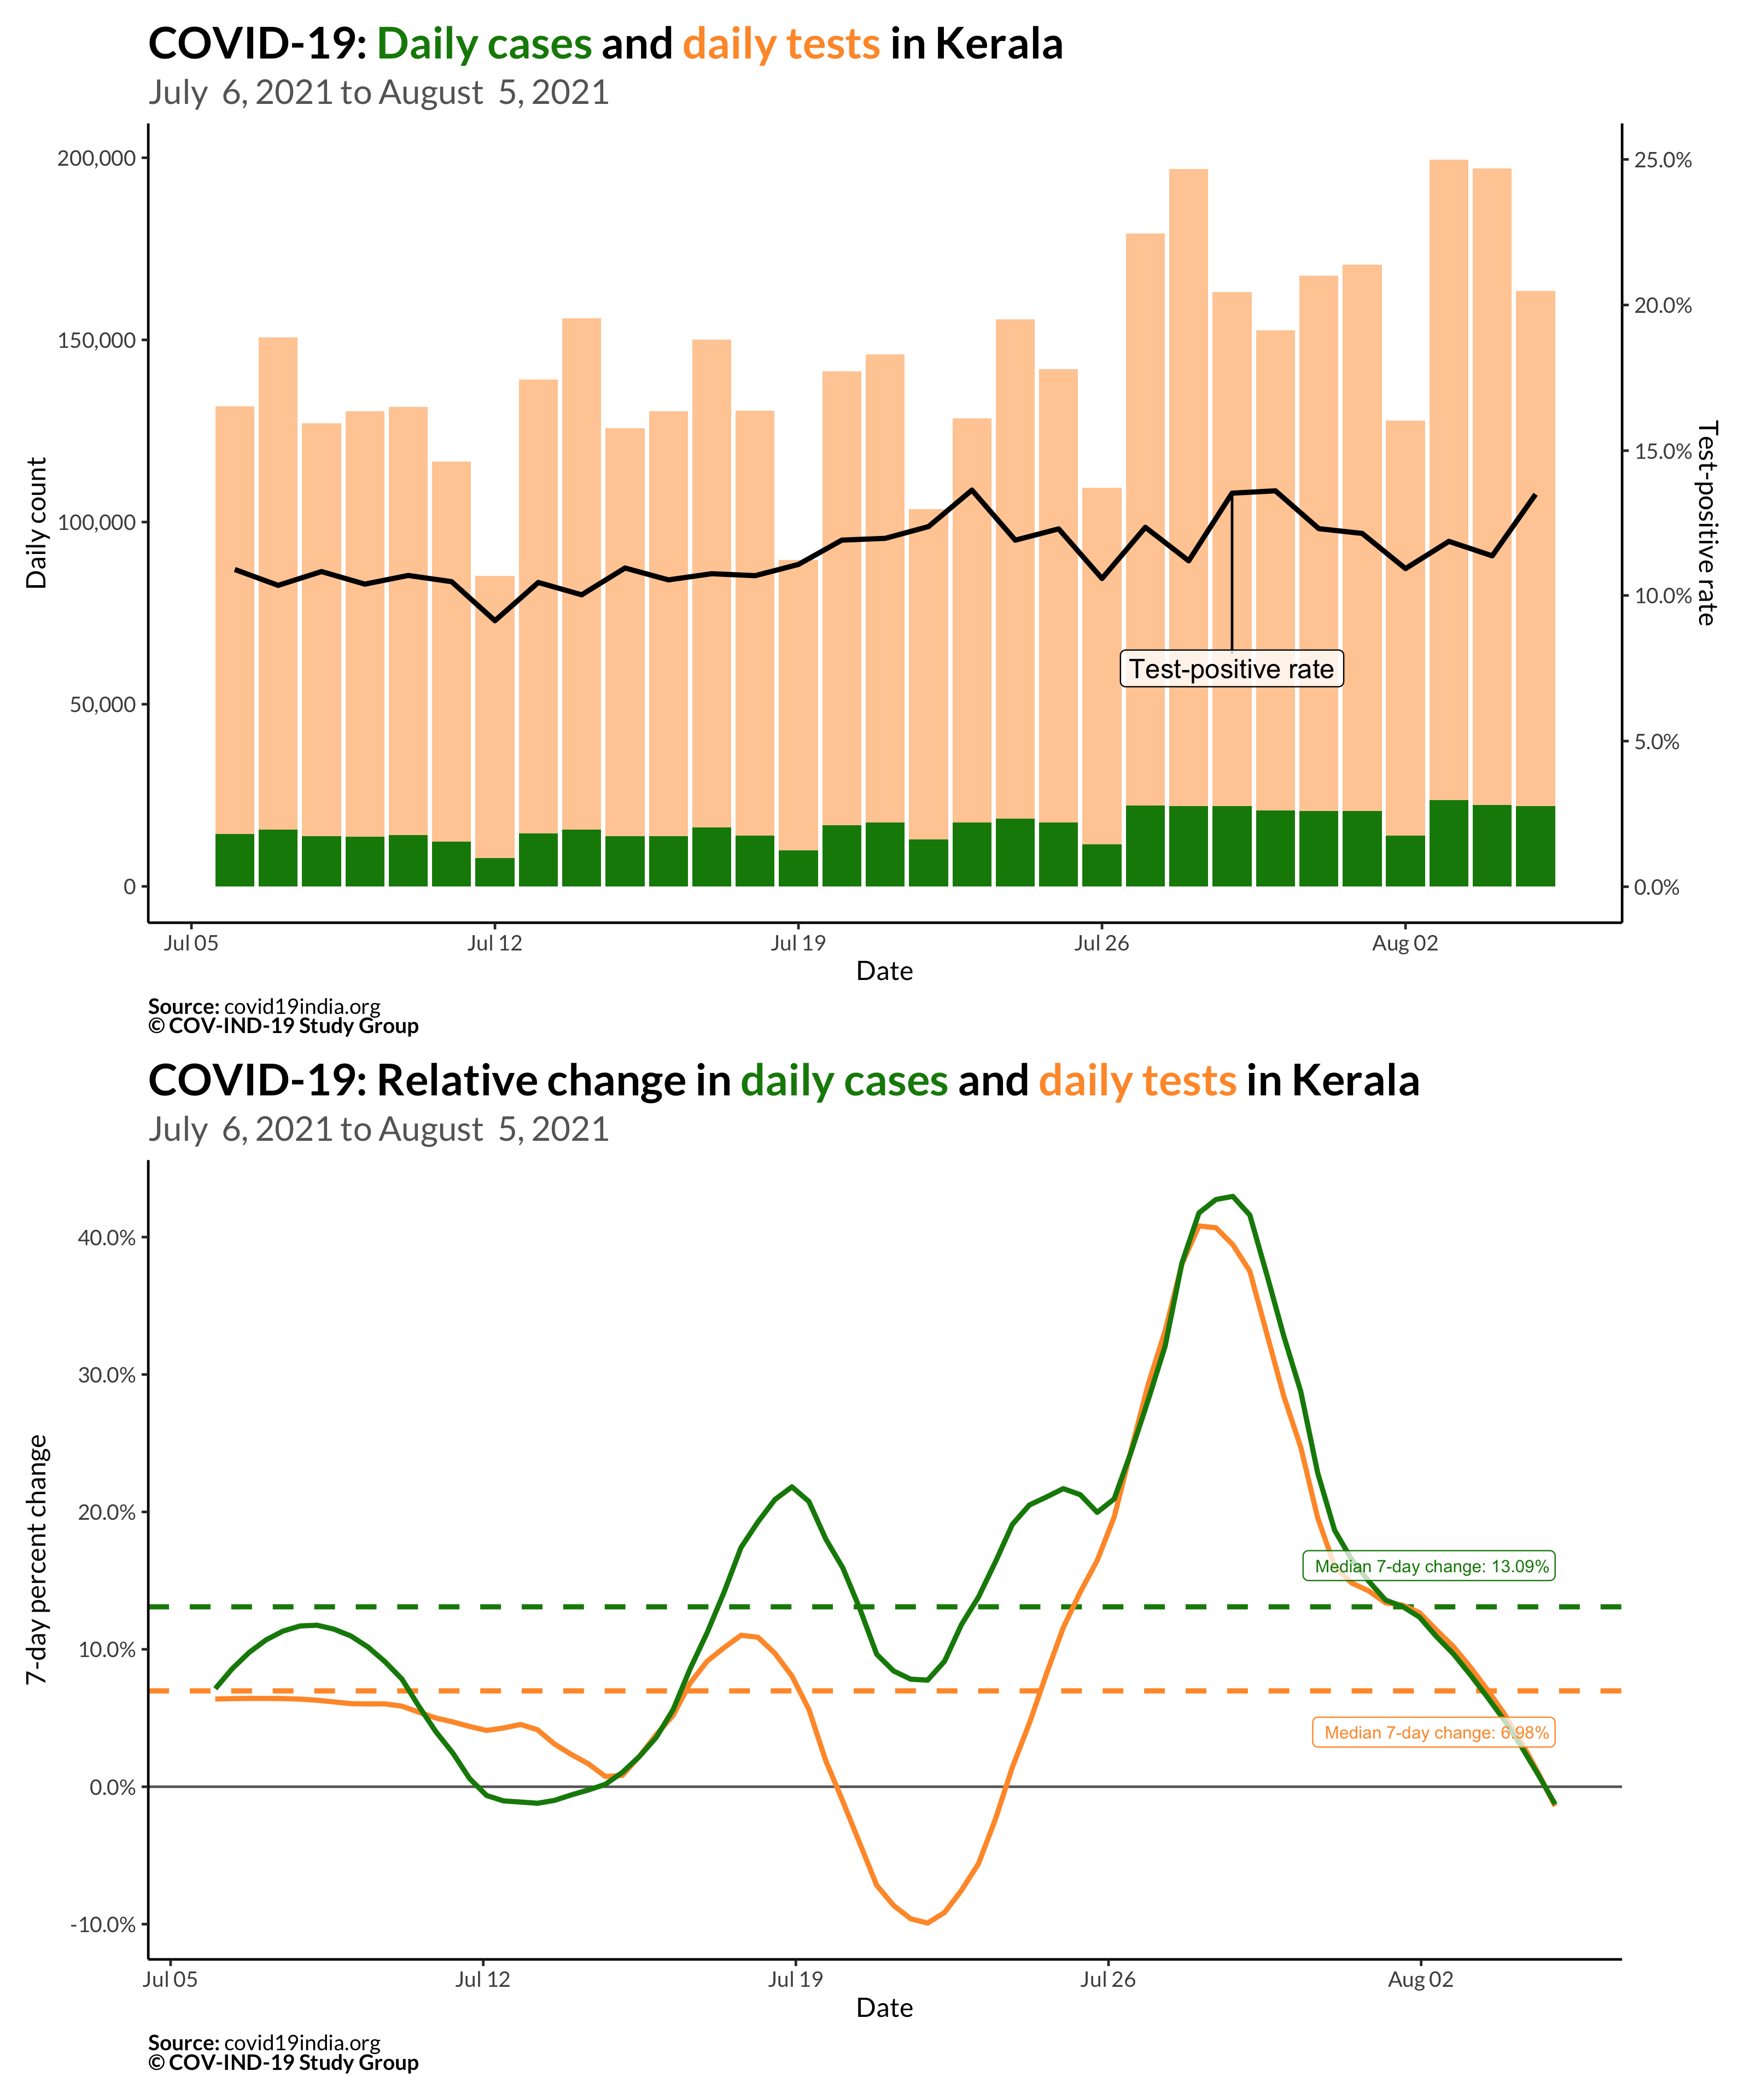 COVID-19: Daily cases and daily tests in Kerala
July 6, 2021 to August 5, 2021
200,000
150,000
100,000
50,000
0
Daily count
25.0%
20.0%
15.0%
10.0%
5.0%
0.0%
Test-positive rate
Test-positive rate
Jul 05
Jul 12
Jul 19
Jul 26
Aug 02
Date
Source: covid19india.org
© COV-IND-19 Study Group
COVID-19: Relative change in daily cases and daily tests in Kerala
July 6, 2021 to August 5, 2021
40.0%
30.0%
20.0%
10.0%
0.0%
-10.0%
7-day percent change
Median 7-day change: 13.09%
Median 7-day change: 6.98%
Jul 05
Jul 12
Jul 19
Jul 26
Aug 02
Date
Source: covid19india.org
© COV-IND-19 Study Group